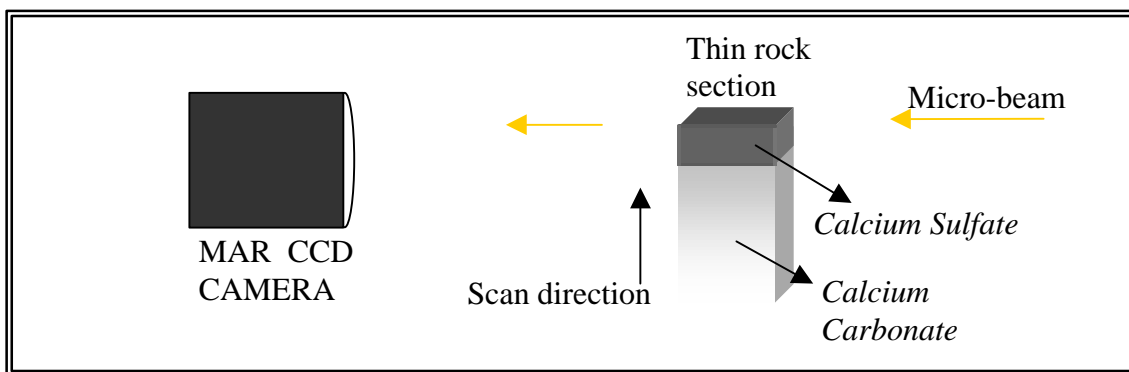 Thin rock
section
Micro-beam
Calcium Sulfate
MAR CCD
CAMERA
Scan direction
Calcium
Carbonate